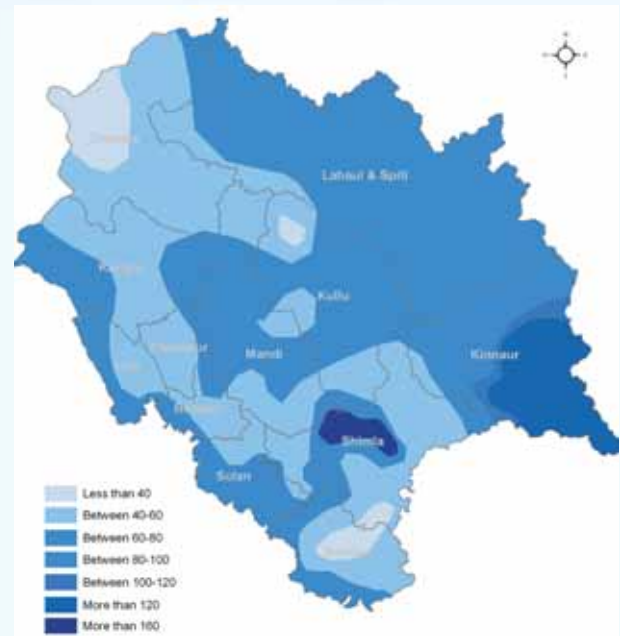 Lahaul & Spiti
Kullu
Mandi
Kinnaur
Shimla
Solan
Less than 40
Between 40-60
Between 60-80
Between 80-100
Between 100-120
More than 120
More than 160